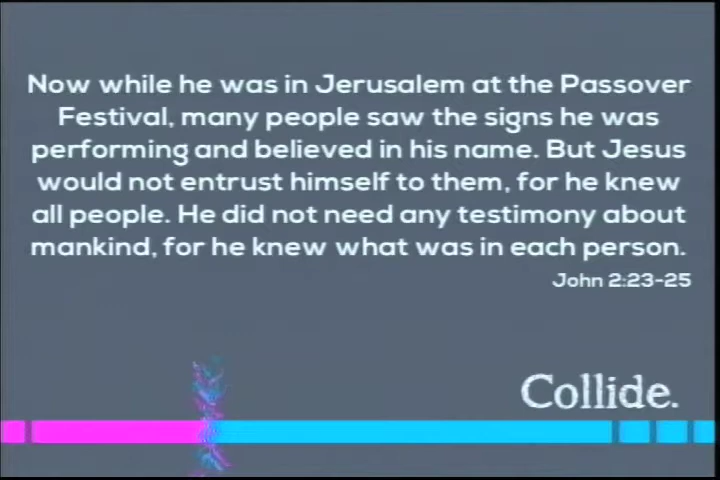 Now while he was in Jerusalem at the Passover
Festival, many people saw the signs he was
performing and believed in his name. But Jesus
would not entrust himself to them, for he knew
all people. He did not need any testimony about
mankind, for he knew what was in each person.
John 2:23-25
Collide.